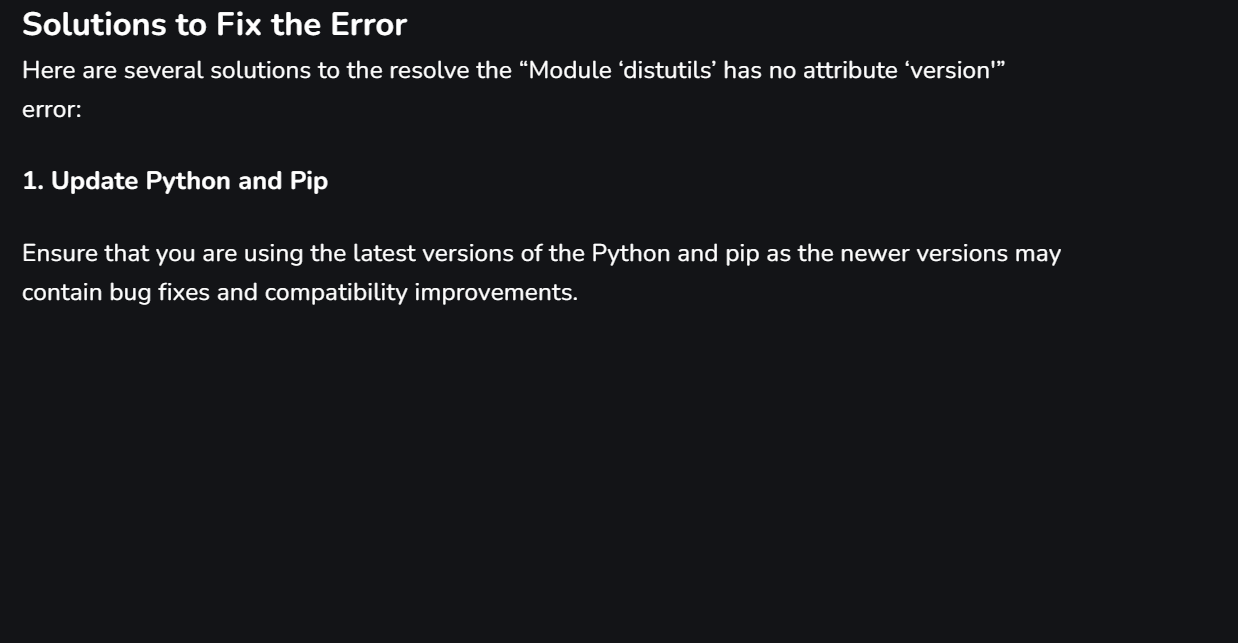 Solutions to Fix the Error
Here are several solutions to the resolve the “Module ‘distutils’ has no attribute ‘version'”
error:
1. Update Python and Pip
Ensure that you are using the latest versions of the Python and pip as the newer versions may
contain bug fixes and compatibility improvements.